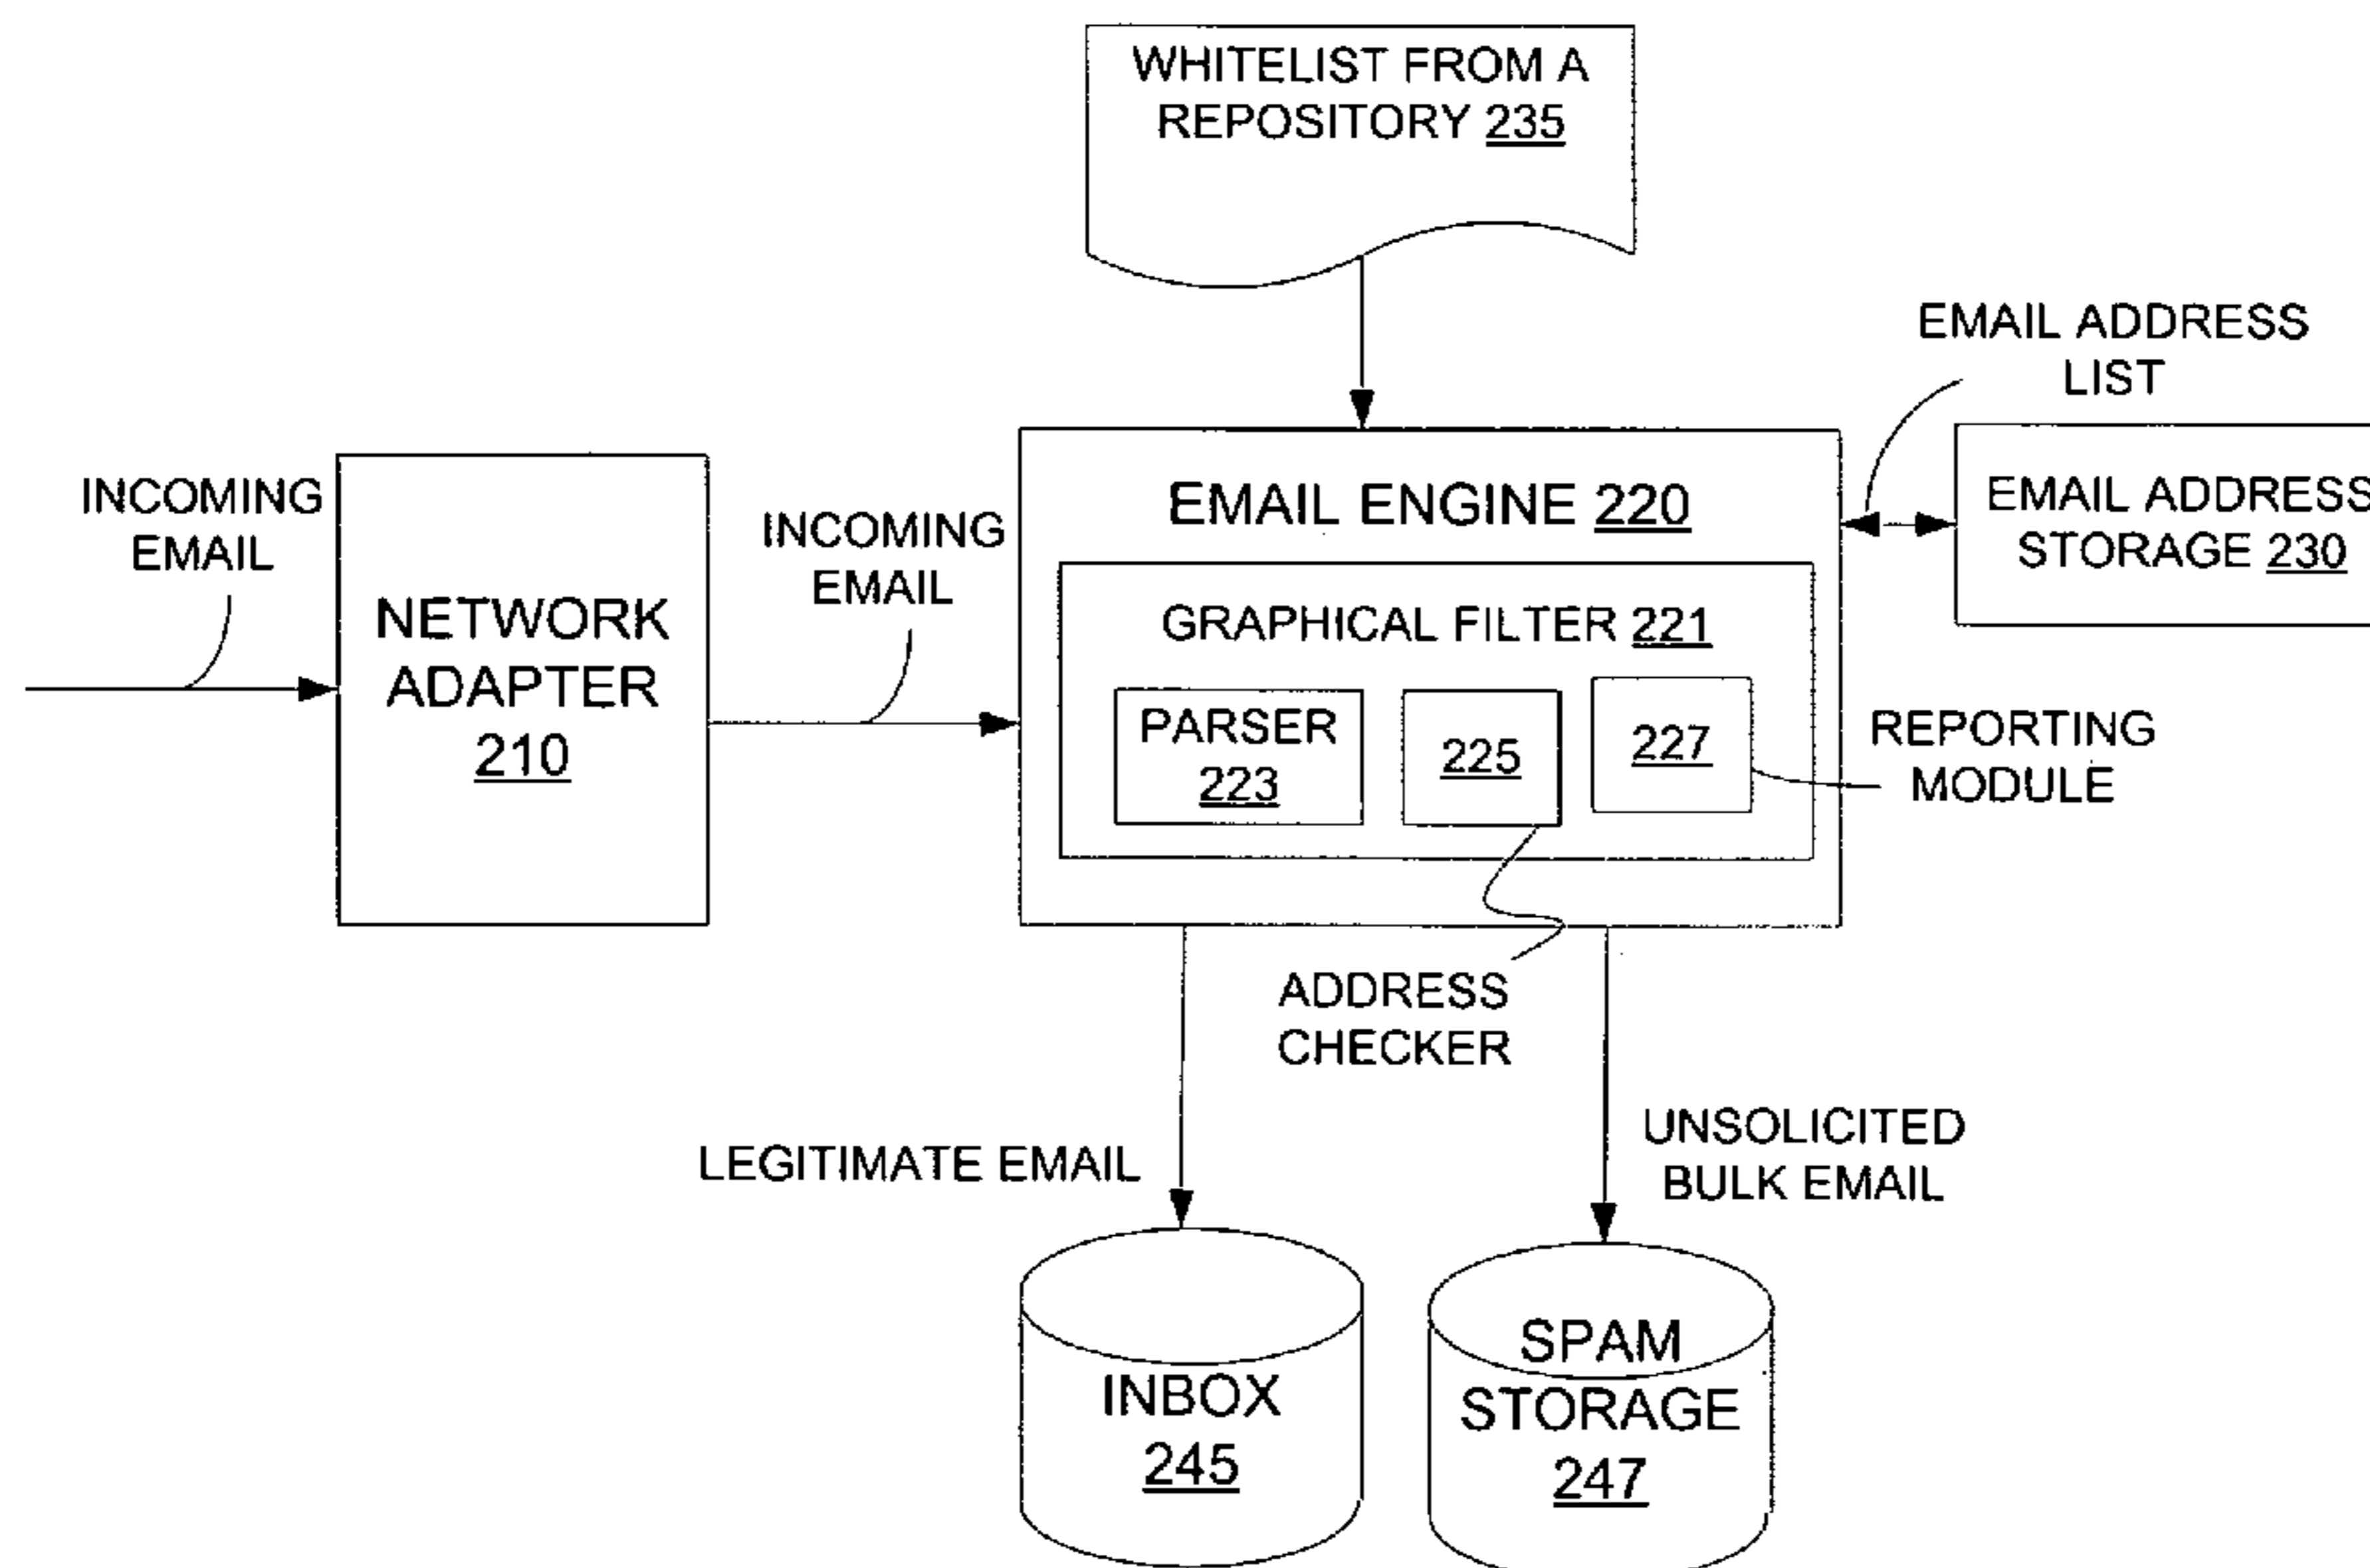 WHITELIST FROM A
REPOSITORY 235
EMAIL ADDRESS
LIST
INCOMING
EMAIL
NETWORK
ADAPTER
210
INCOMING
EMAIL
EMAIL ENGINE 220
GRAPHICAL FILTER 221
PARSER
223
225
227
EMAIL ADDRESS
STORAGE 230
REPORTING
MODULE
ADDRESS
CHECKER
LEGITIMATE EMAIL
UNSOLICITED
BULK EMAIL
INBOX
245
SPAM
STORAGE
247